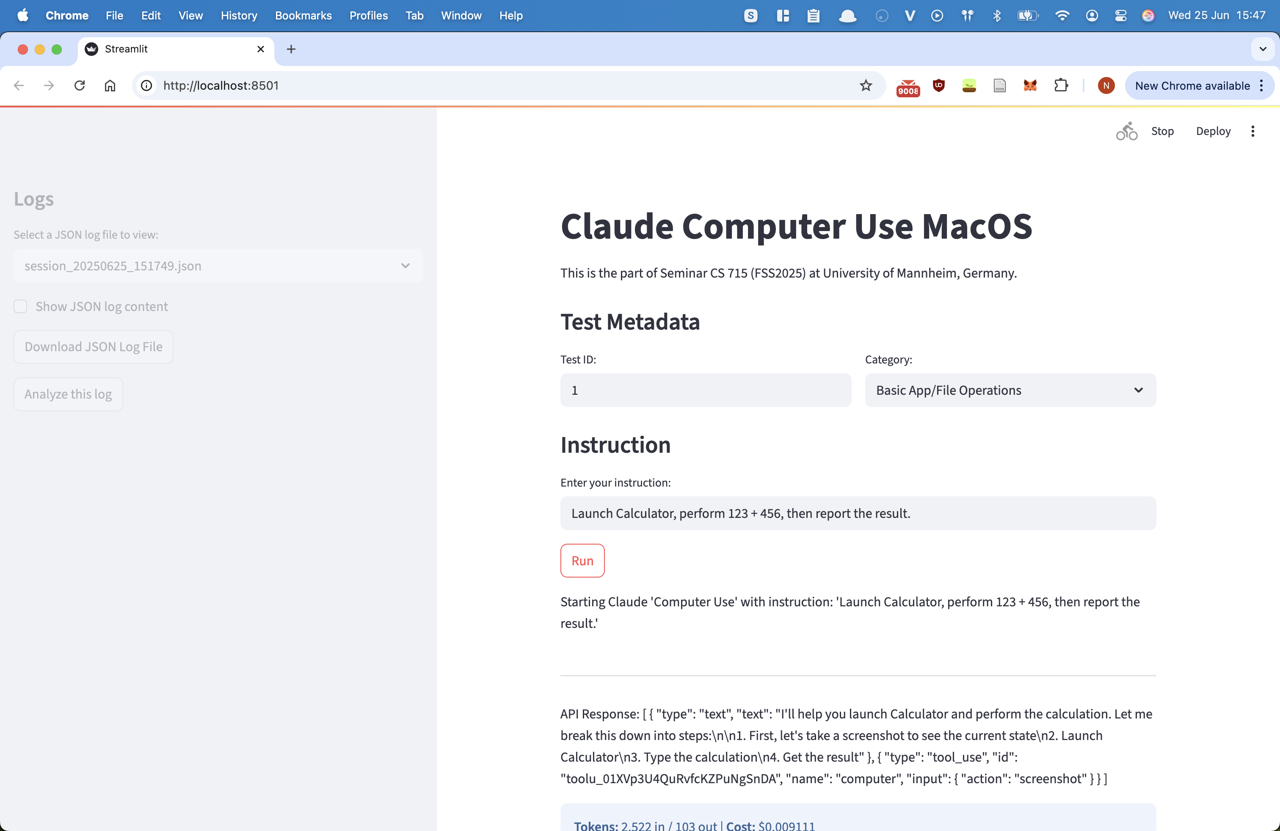 Chrome File Edit View History Bookmarks Profiles Tab Window Help S V Wed 25 Jun 15:47
Streamlit
http://localhost:8501 9008 N New Chrome available
Stop Deploy
Logs
Select a JSON log file to view:
session_20250625_151749.json
Show JSON log content
Download JSON Log File
Analyze this log
Claude Computer Use MacOS
This is the part of Seminar CS 715 (FSS2025) at University of Mannheim, Germany.
Test Metadata
Test ID: Category:
1 Basic App/File Operations
Instruction
Enter your instruction:
Launch Calculator, perform 123 + 456, then report the result.
Run
Starting Claude 'Computer Use' with instruction: 'Launch Calculator, perform 123 + 456, then report the
result.'
API Response: [ { "type": "text", "text": "I'll help you launch Calculator and perform the calculation. Let me
break this down into steps:\n\n1. First, let's take a screenshot to see the current state\n2. Launch
Calculator\n3. Type the calculation\n4. Get the result" }, { "type": "tool_use", "id":
"toolu_01XVp3U4QuRvfcKZPuNgSnDA", "name": "computer", "input": { "action": "screenshot" } } ]
Tokens: 2,522 in / 103 out | Cost: $0.009111